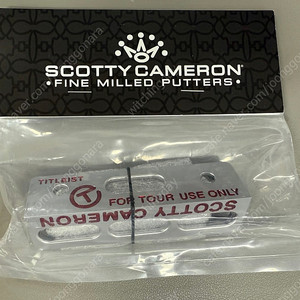 SCOTTY CAMERON®
FINE MILLED PUTTERS®
TITLEIST
T
FOR TOUR USE ONLY
SCOTTY CAMERON